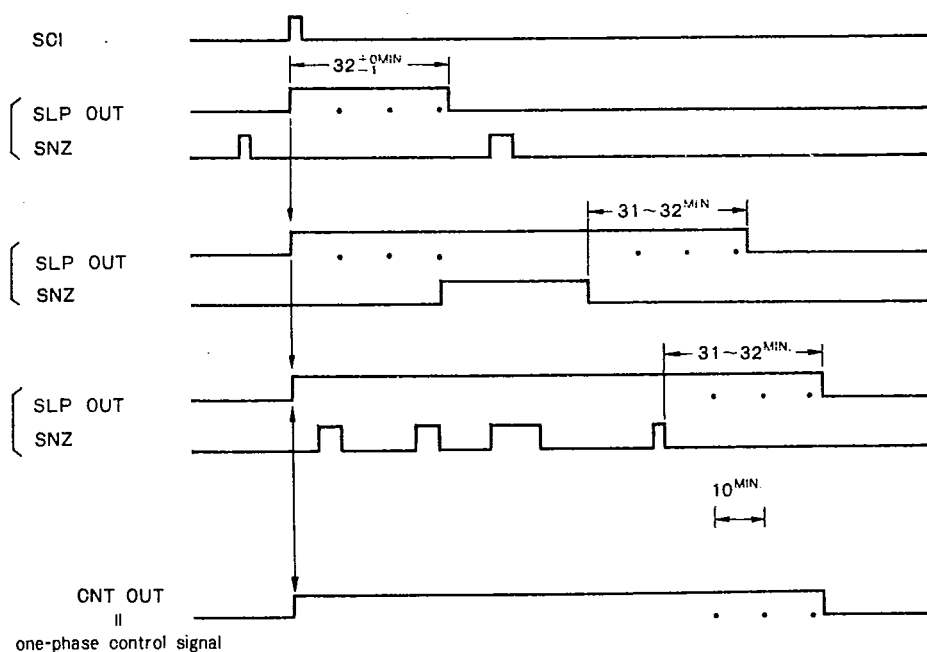 SCI
32 +0 MIN
-1
SLP OUT
SNZ
31~32 MIN
SLP OUT
SNZ
31~32 MIN.
SLP OUT
SNZ
10 MIN.
CNT OUT
=
one-phase control signal